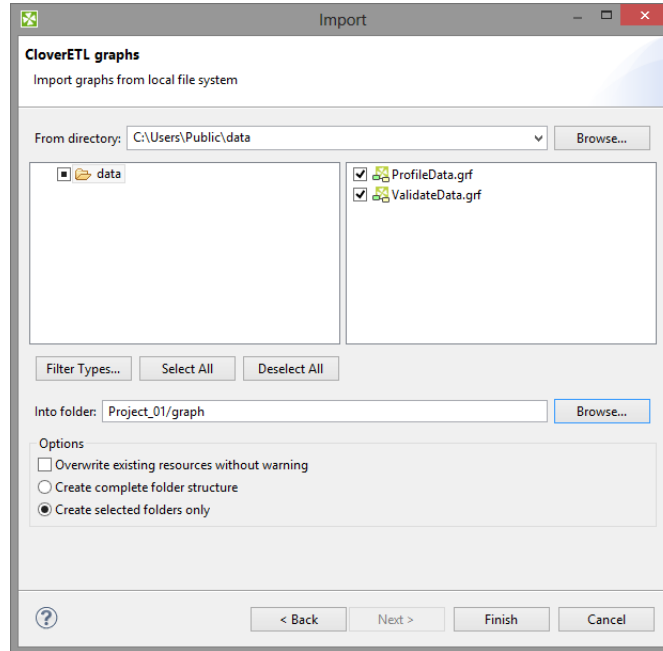 Import
CloverETL graphs
Import graphs from local file system
From directory: C:\Users\Public\data Browse...
data
ProfileData.grf
ValidateData.grf
Filter Types... Select All Deselect All
Into folder: Project_01/graph Browse...
Options
Overwrite existing resources without warning
Create complete folder structure
Create selected folders only
? < Back Next > Finish Cancel